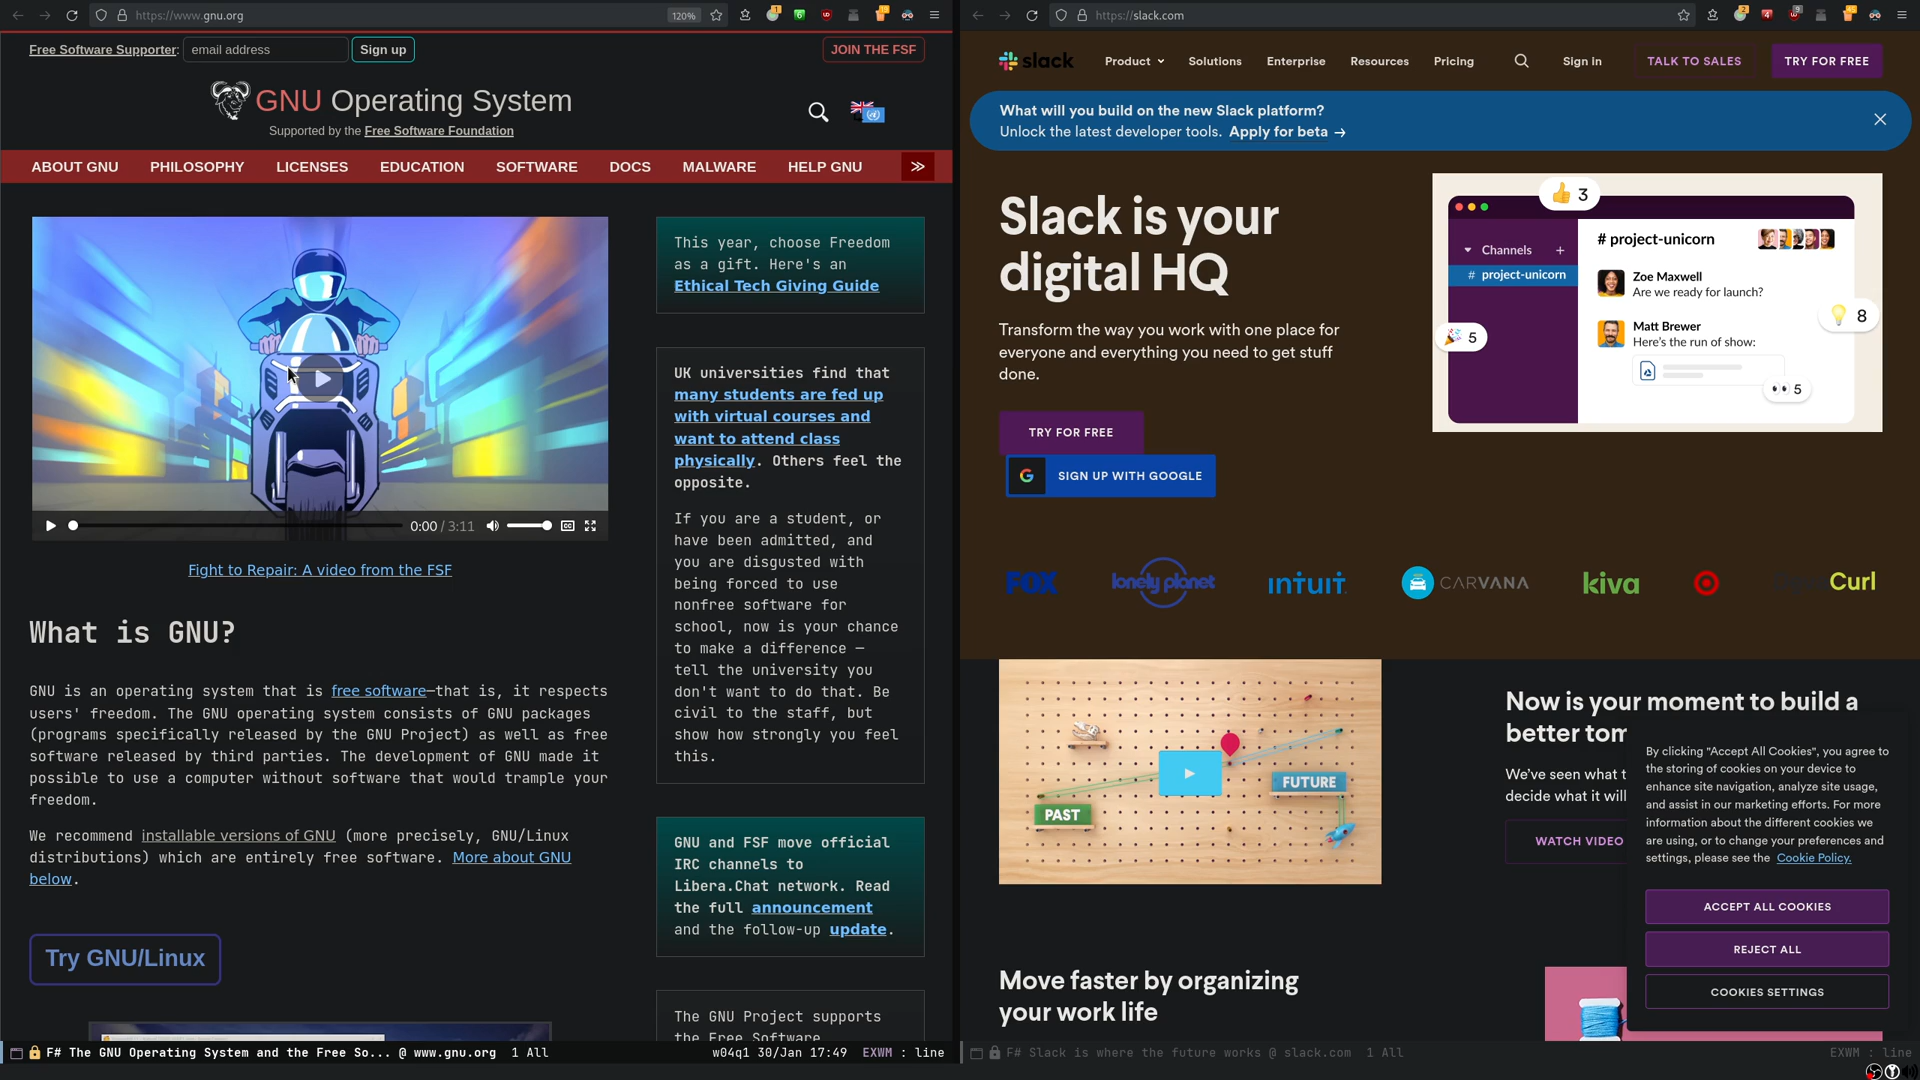 https://www.gnu.org
120%
Free Software Supporter:
email address
Sign up
JOIN THE FSF
GNU Operating System
Supported by the Free Software Foundation
ABOUT GNU
PHILOSOPHY
LICENSES
EDUCATION
SOFTWARE
DOCS
MALWARE
HELP GNU
≫
0:00 / 3:11
Fight to Repair: A video from the FSF
What is GNU?
GNU is an operating system that is free software—that is, it respects
users' freedom. The GNU operating system consists of GNU packages
(programs specifically released by the GNU Project) as well as free
software released by third parties. The development of GNU made it
possible to use a computer without software that would trample your
freedom.
We recommend installable versions of GNU (more precisely, GNU/Linux
distributions) which are entirely free software. More about GNU
below.
Try GNU/Linux
This year, choose Freedom
as a gift. Here's an
Ethical Tech Giving Guide
UK universities find that
many students are fed up
with virtual courses and
want to attend class
physically. Others feel the
opposite.
If you are a student, or
have been admitted, and
you are disgusted with
being forced to use
nonfree software for
school, now is your chance
to make a difference —
tell the university you
don't want to do that. Be
civil to the staff, but
show how strongly you feel
this.
GNU and FSF move official
IRC channels to
Libera.Chat network. Read
the full announcement
and the follow-up update.
The GNU Project supports
the Free Software
F# The GNU Operating System and the Free So... @ www.gnu.org 1 All
w04q1 30/Jan 17:49 EXWM : line
https://slack.com
slack
Product
Solutions
Enterprise
Resources
Pricing
Sign in
TALK TO SALES
TRY FOR FREE
What will you build on the new Slack platform?
Unlock the latest developer tools. Apply for beta →
Slack is your
digital HQ
Transform the way you work with one place for
everyone and everything you need to get stuff
done.
TRY FOR FREE
SIGN UP WITH GOOGLE
3
Channels +
# project-unicorn
# project-unicorn
Zoe Maxwell
Are we ready for launch?
Matt Brewer
Here's the run of show:
5
8
5
FOX
lonely planet
intuit
CARVANA
kiva
Curl
PAST
FUTURE
Now is your moment to build a
better tom
We've seen what t
decide what it will
WATCH VIDEO
Move faster by organizing
your work life
By clicking "Accept All Cookies", you agree to
the storing of cookies on your device to
enhance site navigation, analyze site usage,
and assist in our marketing efforts. For more
information about the different cookies we
are using, or to change your preferences and
settings, please see the Cookie Policy.
ACCEPT ALL COOKIES
REJECT ALL
COOKIES SETTINGS
F# Slack is where the future works @ slack.com 1 All
EXWM : line